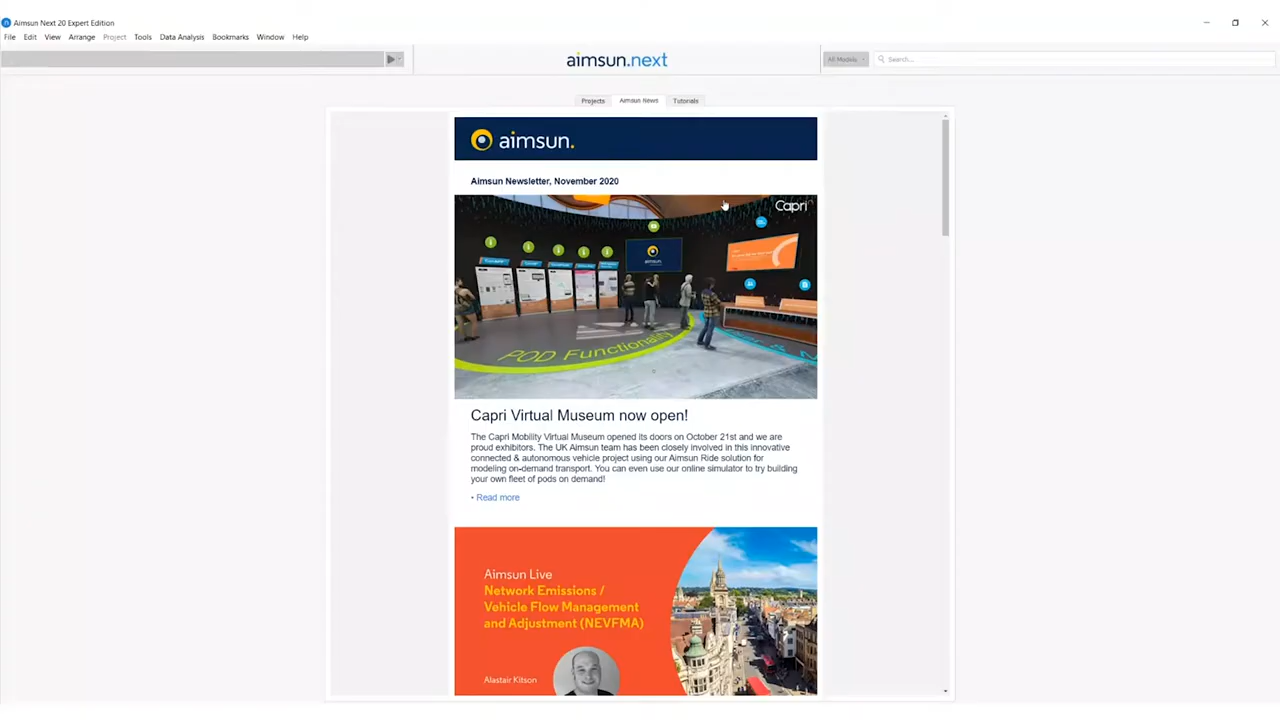 Aimsun Next 20 Expert Edition
File Edit View Arrange Project Tools Data Analysis Bookmarks Window Help
aimsun.next
All Models
Search...
Projects Aimsun News Tutorials
aimsun.
Aimsun Newsletter, November 2020
Capri
aimsun.
POD Functionality
Capri Virtual Museum now open!
The Capri Mobility Virtual Museum opened its doors on October 21st and we are
proud exhibitors. The UK Aimsun team has been closely involved in this innovative
connected & autonomous vehicle project using our Aimsun Ride solution for
modeling on-demand transport. You can even use our online simulator to try building
your own fleet of pods on demand!
• Read more
Aimsun Live
Network Emissions /
Vehicle Flow Management
and Adjustment (NEVFMA)
Alastair Kitson